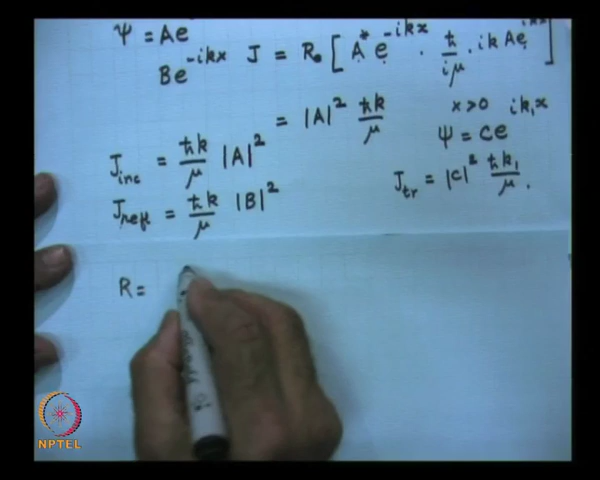 Ψ = Ae
Be^{-ikx} J = Re [ A* e^{-ikx} · ħ/iμ · ik Ae^{ikx} ]
= |A|² ħk/μ
x>0
J_inc = ħk/μ |A|²
Ψ = Ce^{ik₁x}
J_refl = ħk/μ |B|²
J_tr = |C|² ħk₁/μ .
R =
NPTEL